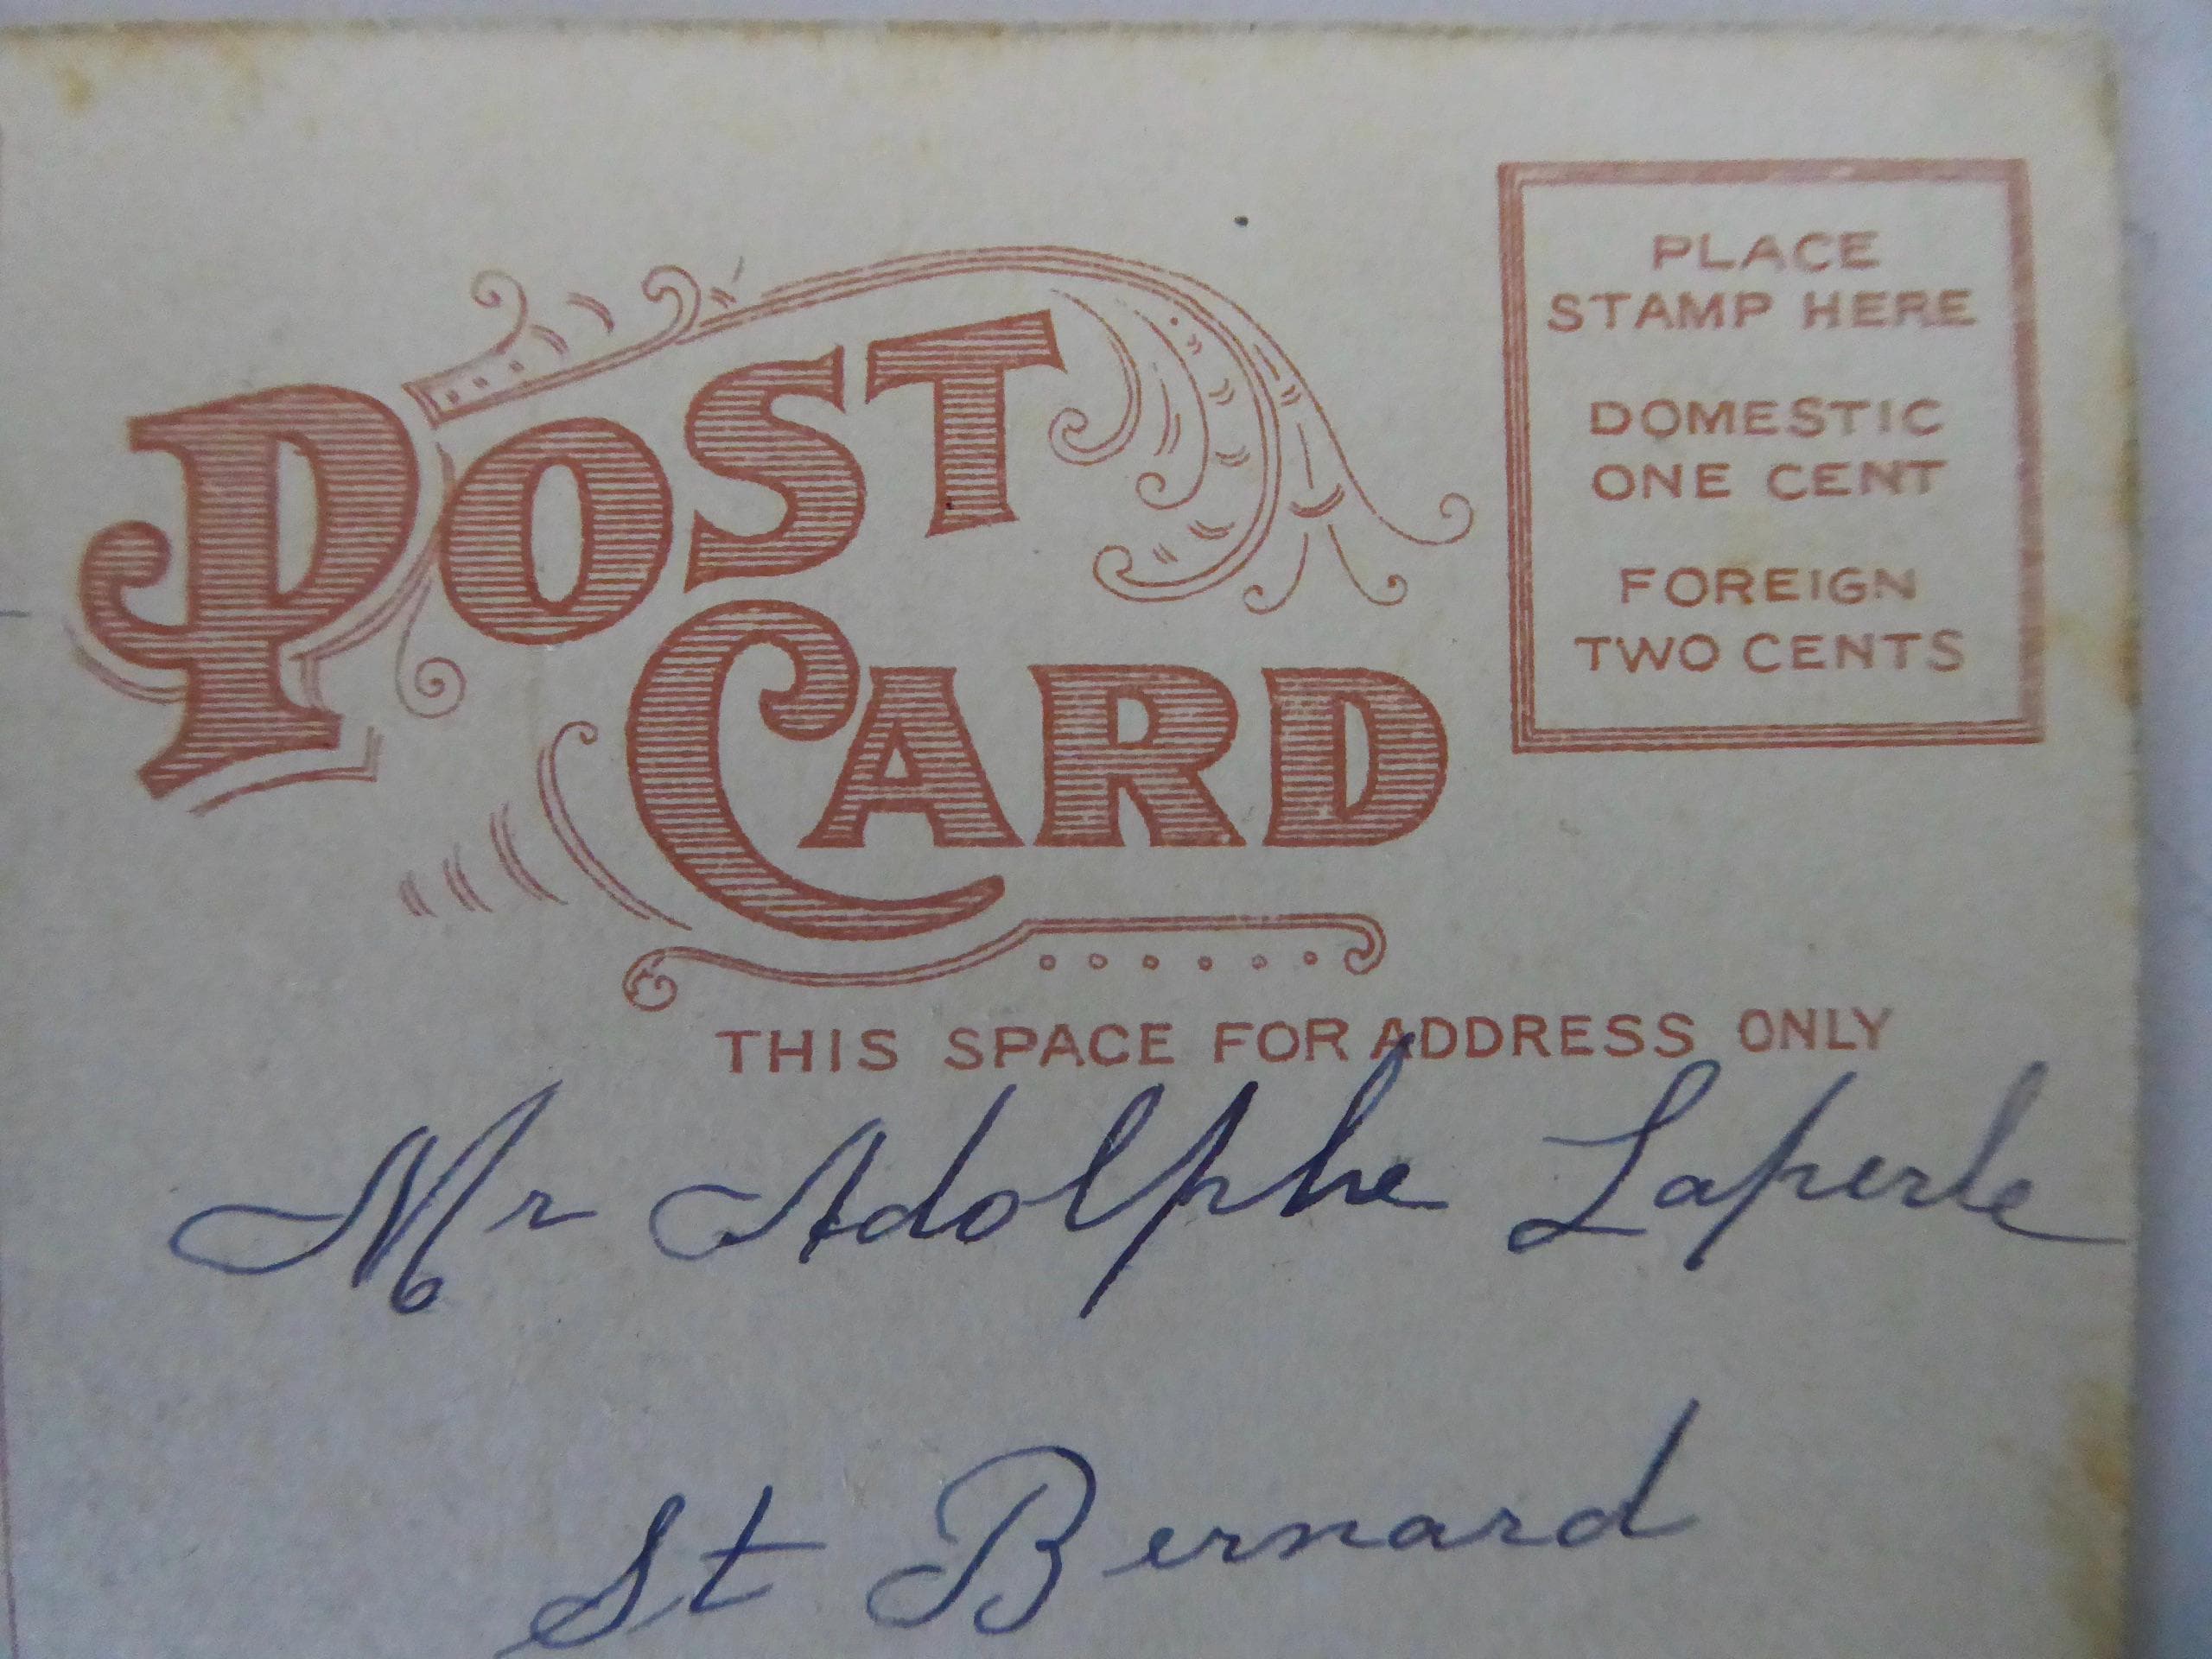 POST
CARD
PLACE
STAMP HERE
DOMESTIC
ONE CENT
FOREIGN
TWO CENTS
THIS SPACE FOR ADDRESS ONLY
Mr Adolphe Laperle
St Bernard